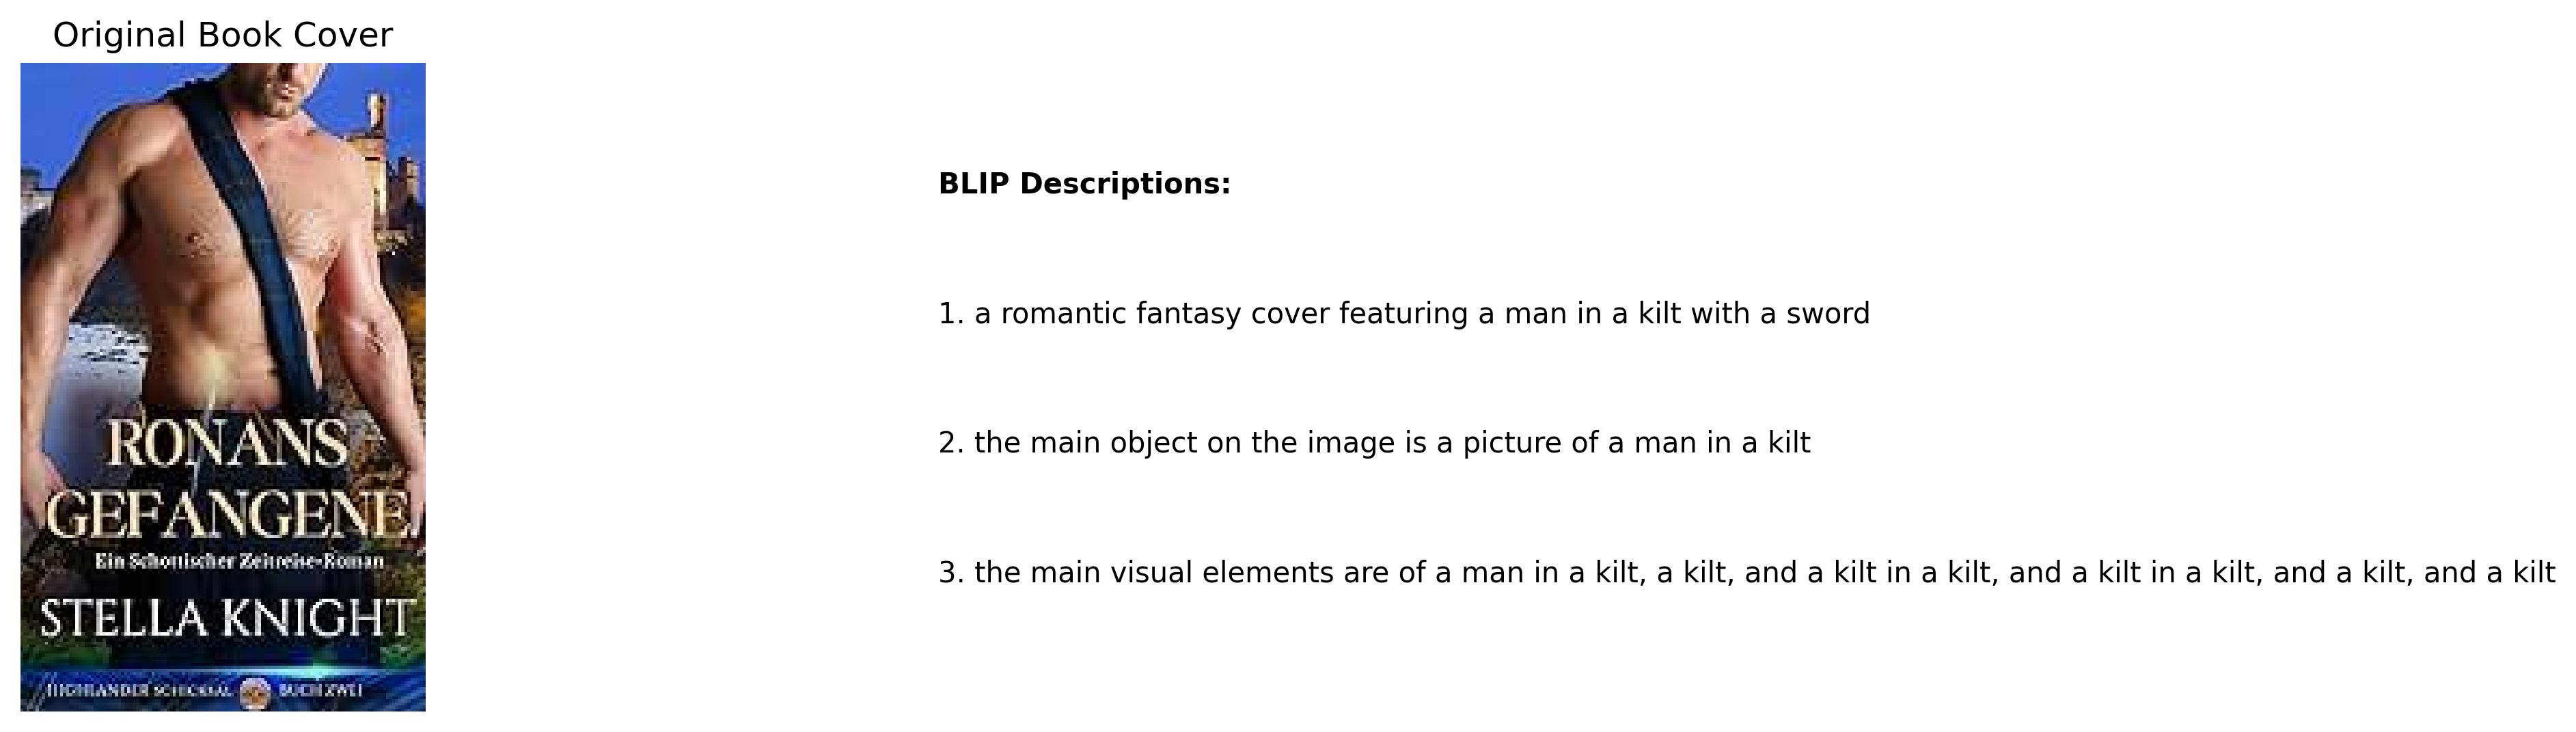 Original Book Cover
RONANS
GEFANGENE
Ein Schottischer Zeitreise-Roman
STELLA KNIGHT
HIGHLANDER SCHICKSAL BUCH ZWEI
BLIP Descriptions:
1. a romantic fantasy cover featuring a man in a kilt with a sword
2. the main object on the image is a picture of a man in a kilt
3. the main visual elements are of a man in a kilt, a kilt, and a kilt in a kilt, and a kilt in a kilt, and a kilt, and a kilt